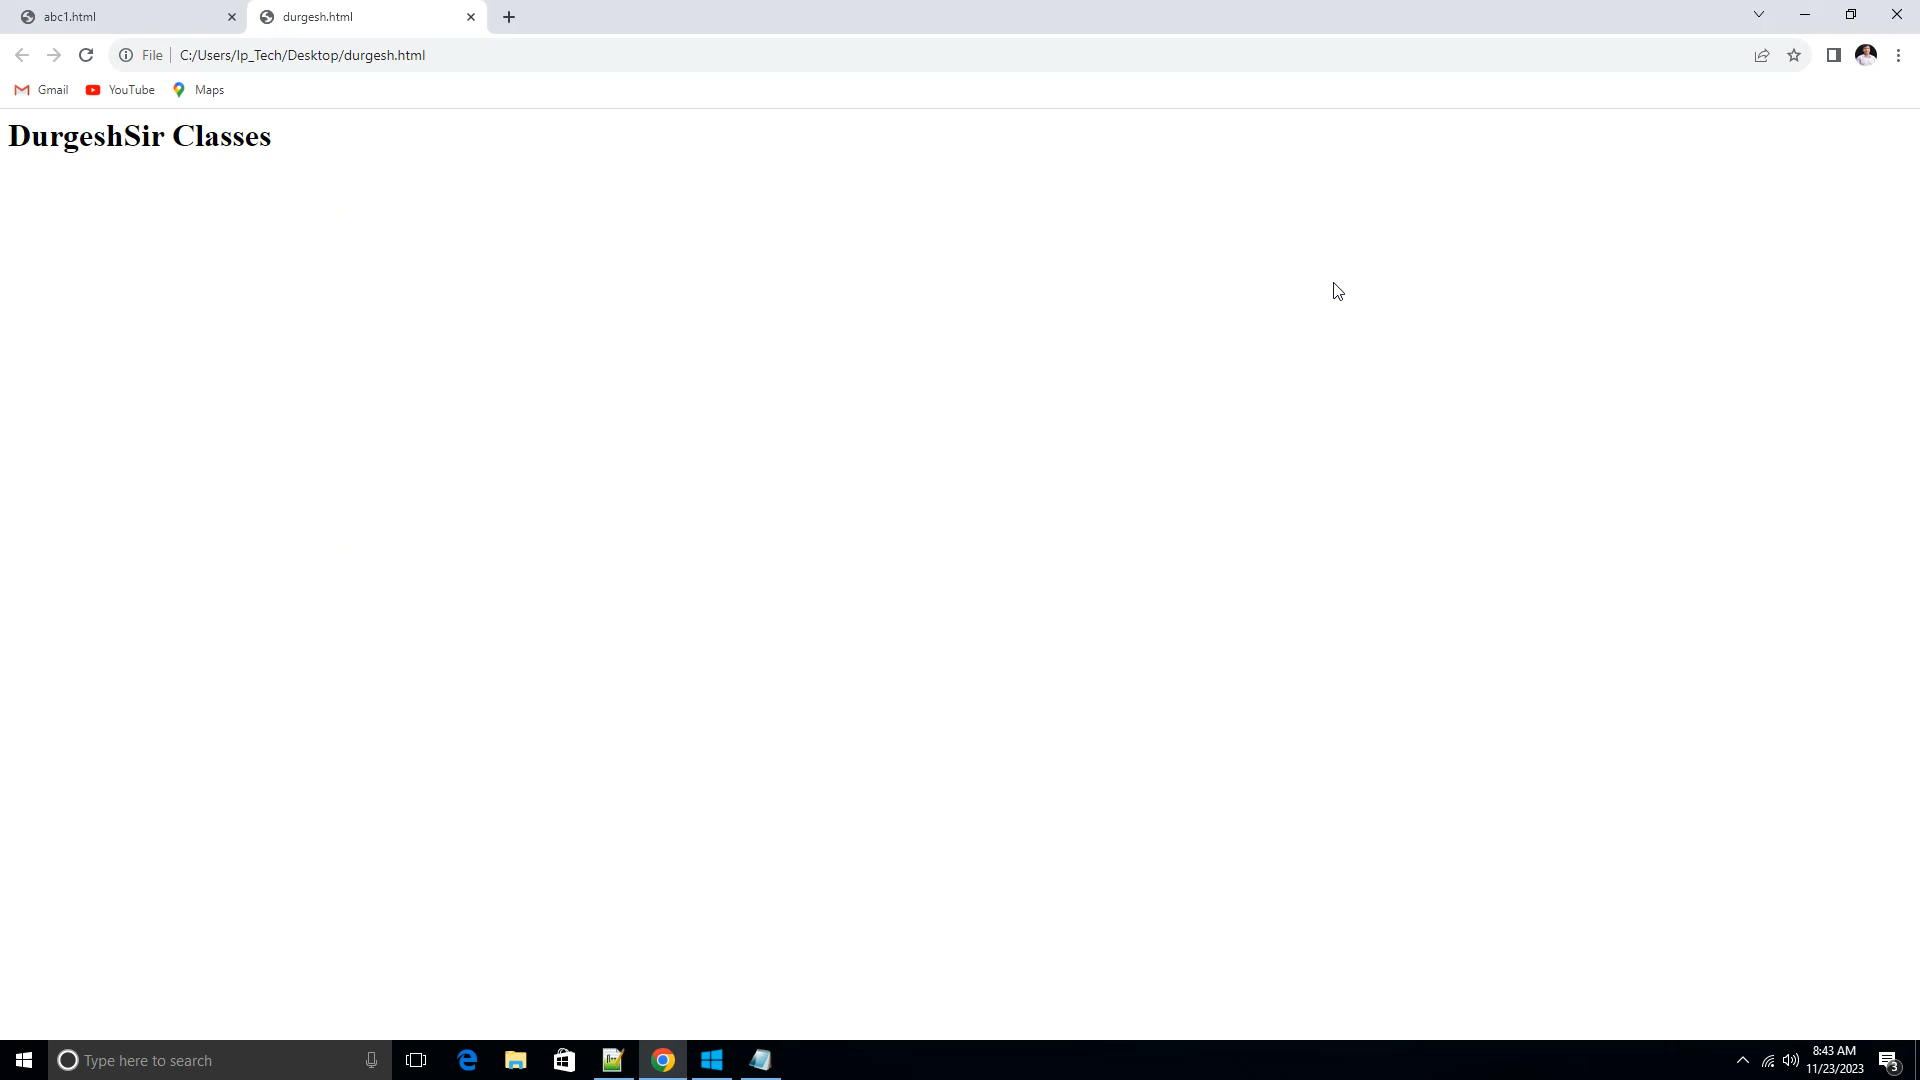 abc1.html
durgesh.html
File
C:/Users/Ip_Tech/Desktop/durgesh.html
Gmail
YouTube
Maps
DurgeshSir Classes
Type here to search
8:43 AM
11/23/2023
3